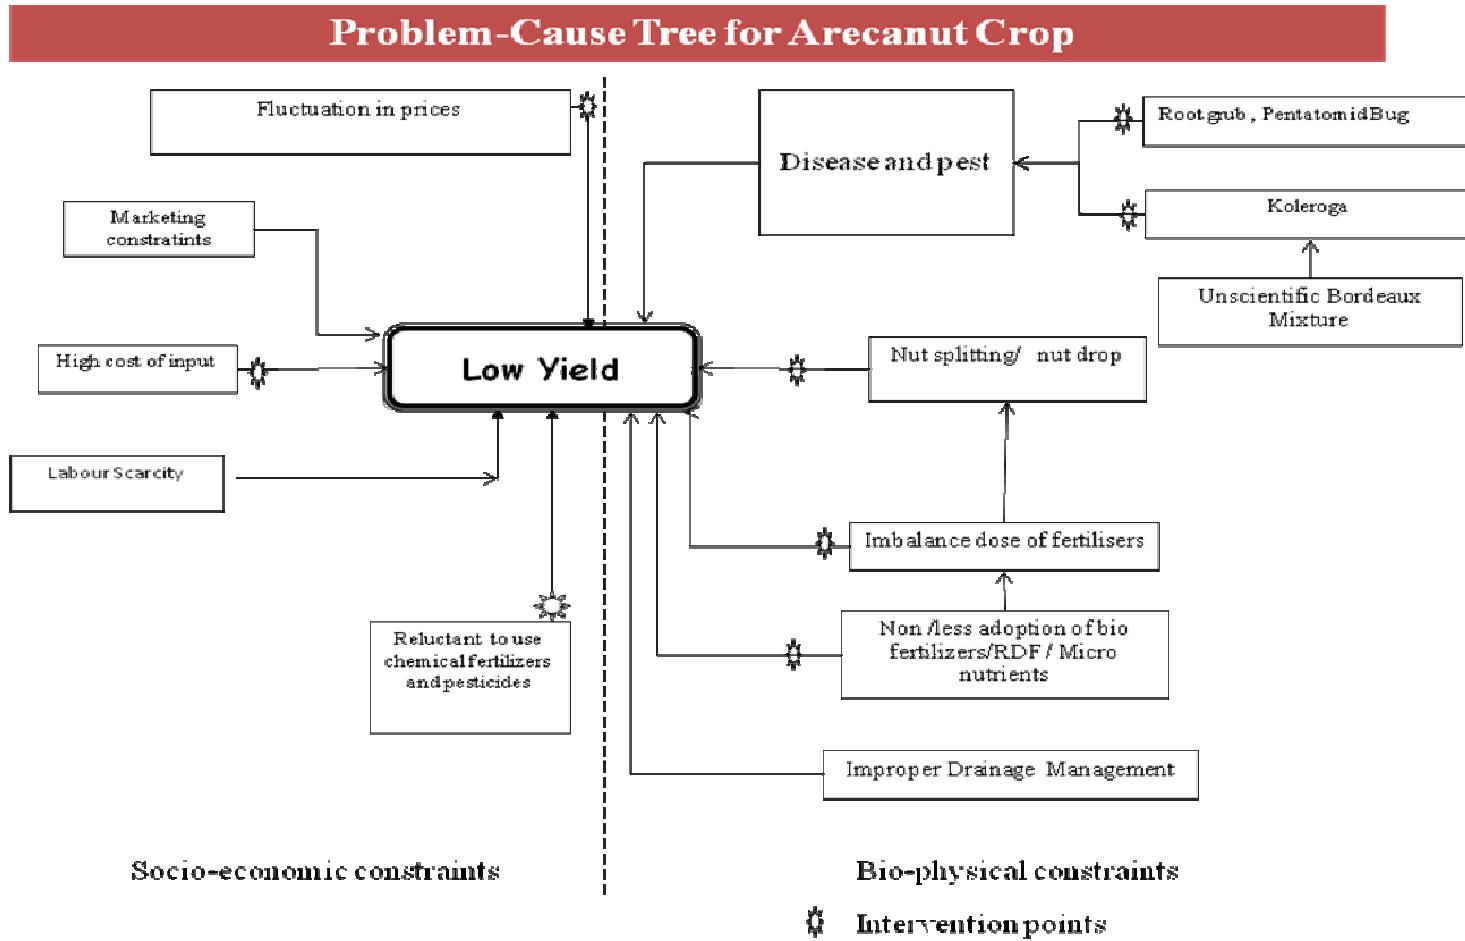 Problem-Cause Tree for Arecanut Crop
Fluctuation in prices
Marketing
constratints
High cost of input
Labour Scarcity
Reluctant to use
chemical fertilizers
and pesticides
Low Yield
Disease and pest
Root grub , Pentatomid Bug
Koleroga
Unscientific Bordeaux
Mixture
Nut splitting/ nut drop
Imbalance dose of fertilisers
Non /less adoption of bio
fertilizers/RDF / Micro
nutrients
Improper Drainage Management
Socio-economic constraints
Bio-physical constraints
Intervention points